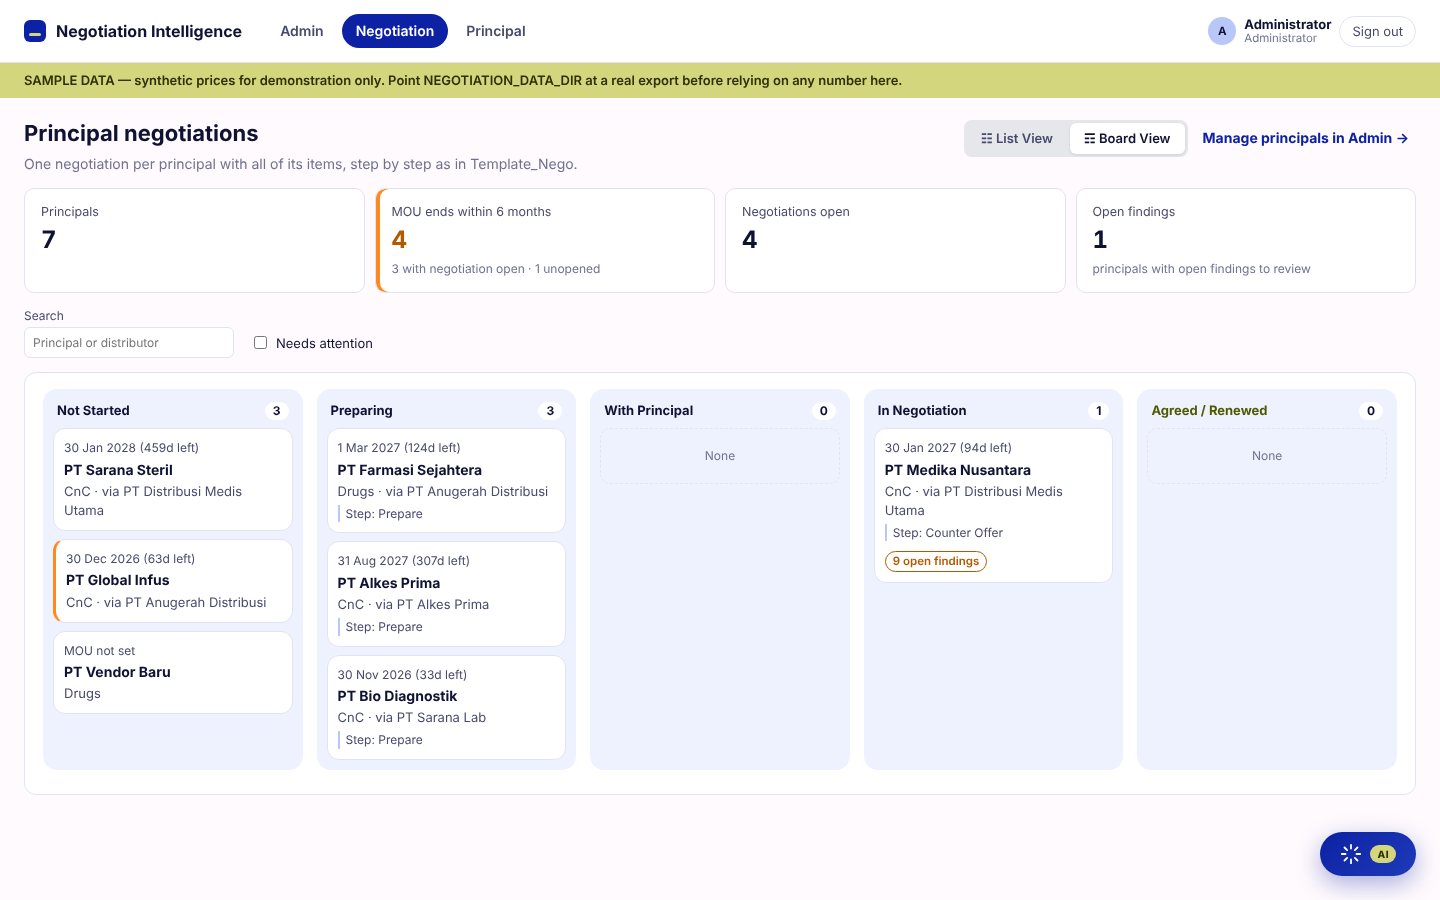 Negotiation Intelligence
Admin
Negotiation
Principal
A
Administrator
Administrator
Sign out
SAMPLE DATA — synthetic prices for demonstration only. Point NEGOTIATION_DATA_DIR at a real export before relying on any number here.
Principal negotiations
One negotiation per principal with all of its items, step by step as in Template_Nego.
List View
Board View
Manage principals in Admin →
Principals
7
MOU ends within 6 months
4
3 with negotiation open · 1 unopened
Negotiations open
4
Open findings
1
principals with open findings to review
Search
Principal or distributor
Needs attention
Not Started
3
30 Jan 2028 (459d left)
PT Sarana Steril
CnC · via PT Distribusi Medis
Utama
30 Dec 2026 (63d left)
PT Global Infus
CnC · via PT Anugerah Distribusi
MOU not set
PT Vendor Baru
Drugs
Preparing
3
1 Mar 2027 (124d left)
PT Farmasi Sejahtera
Drugs · via PT Anugerah Distribusi
Step: Prepare
31 Aug 2027 (307d left)
PT Alkes Prima
CnC · via PT Alkes Prima
Step: Prepare
30 Nov 2026 (33d left)
PT Bio Diagnostik
CnC · via PT Sarana Lab
Step: Prepare
With Principal
0
None
In Negotiation
1
30 Jan 2027 (94d left)
PT Medika Nusantara
CnC · via PT Distribusi Medis
Utama
Step: Counter Offer
9 open findings
Agreed / Renewed
0
None
AI